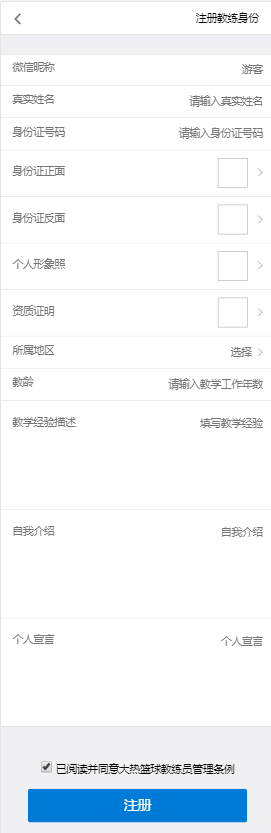 注册教练身份
微信昵称 游客
真实姓名 请输入真实姓名
身份证号码 请输入身份证号码
身份证正面
身份证反面
个人形象照
资质证明
所属地区 选择
教龄 请输入教学工作年数
教学经验描述 填写教学经验
自我介绍 自我介绍
个人宣言 个人宣言
已阅读并同意大热篮球教练员管理条例
注册